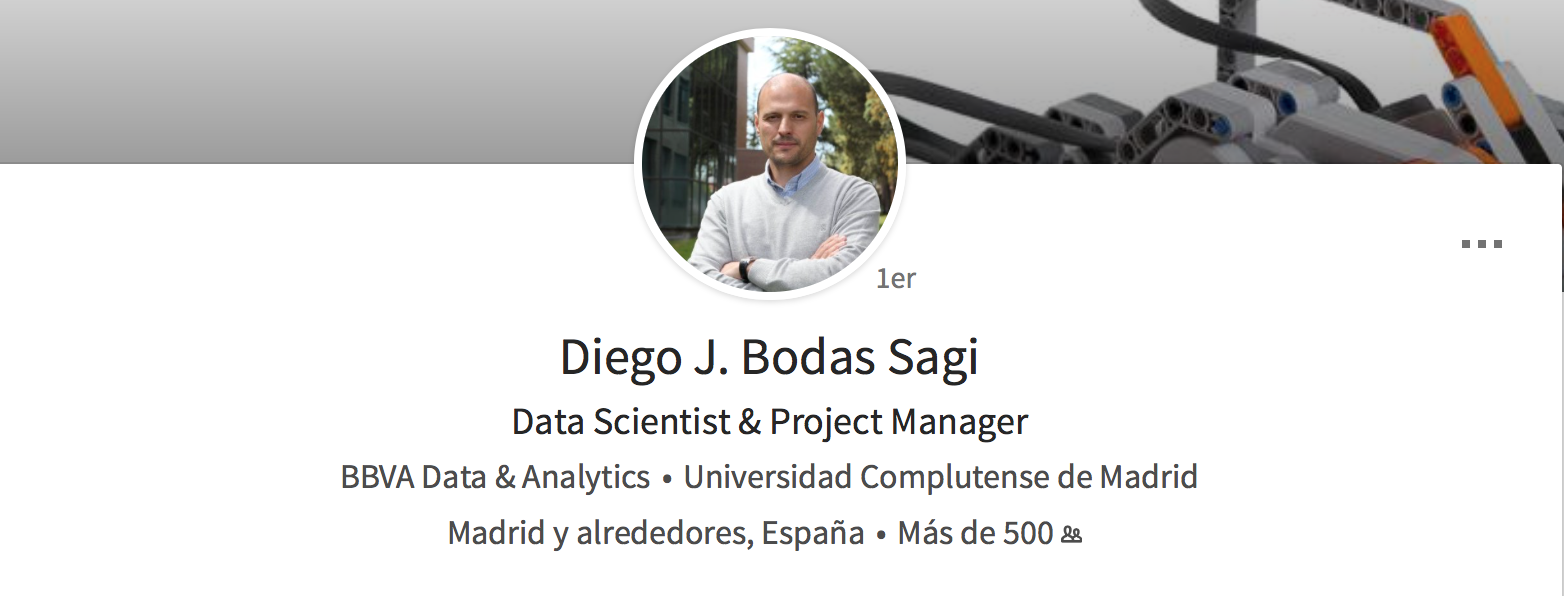 1er
Diego J. Bodas Sagi
Data Scientist & Project Manager
BBVA Data & Analytics • Universidad Complutense de Madrid
Madrid y alrededores, España • Más de 500